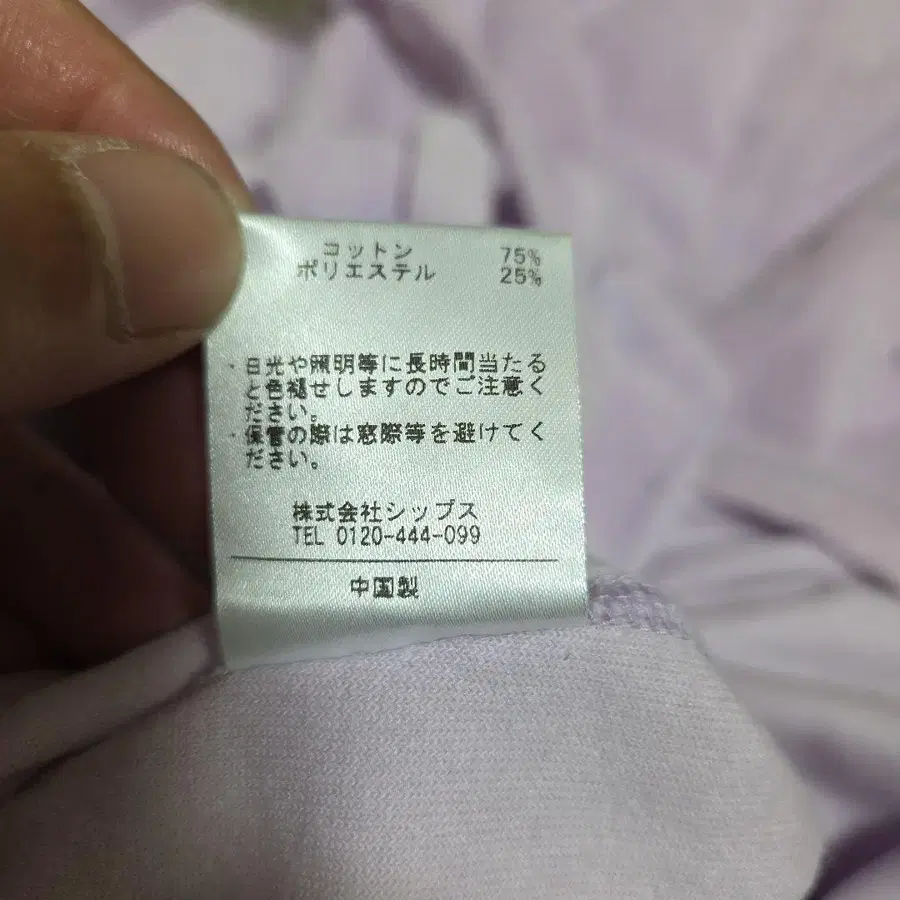 コットン 75%
ポリエステル 25%
・日光や照明等に長時間当たる
と色褪せしますのでご注意く
ださい。
・保管の際は窓際等を避けてく
ださい。
株式会社シップス
TEL 0120-444-099
中国製